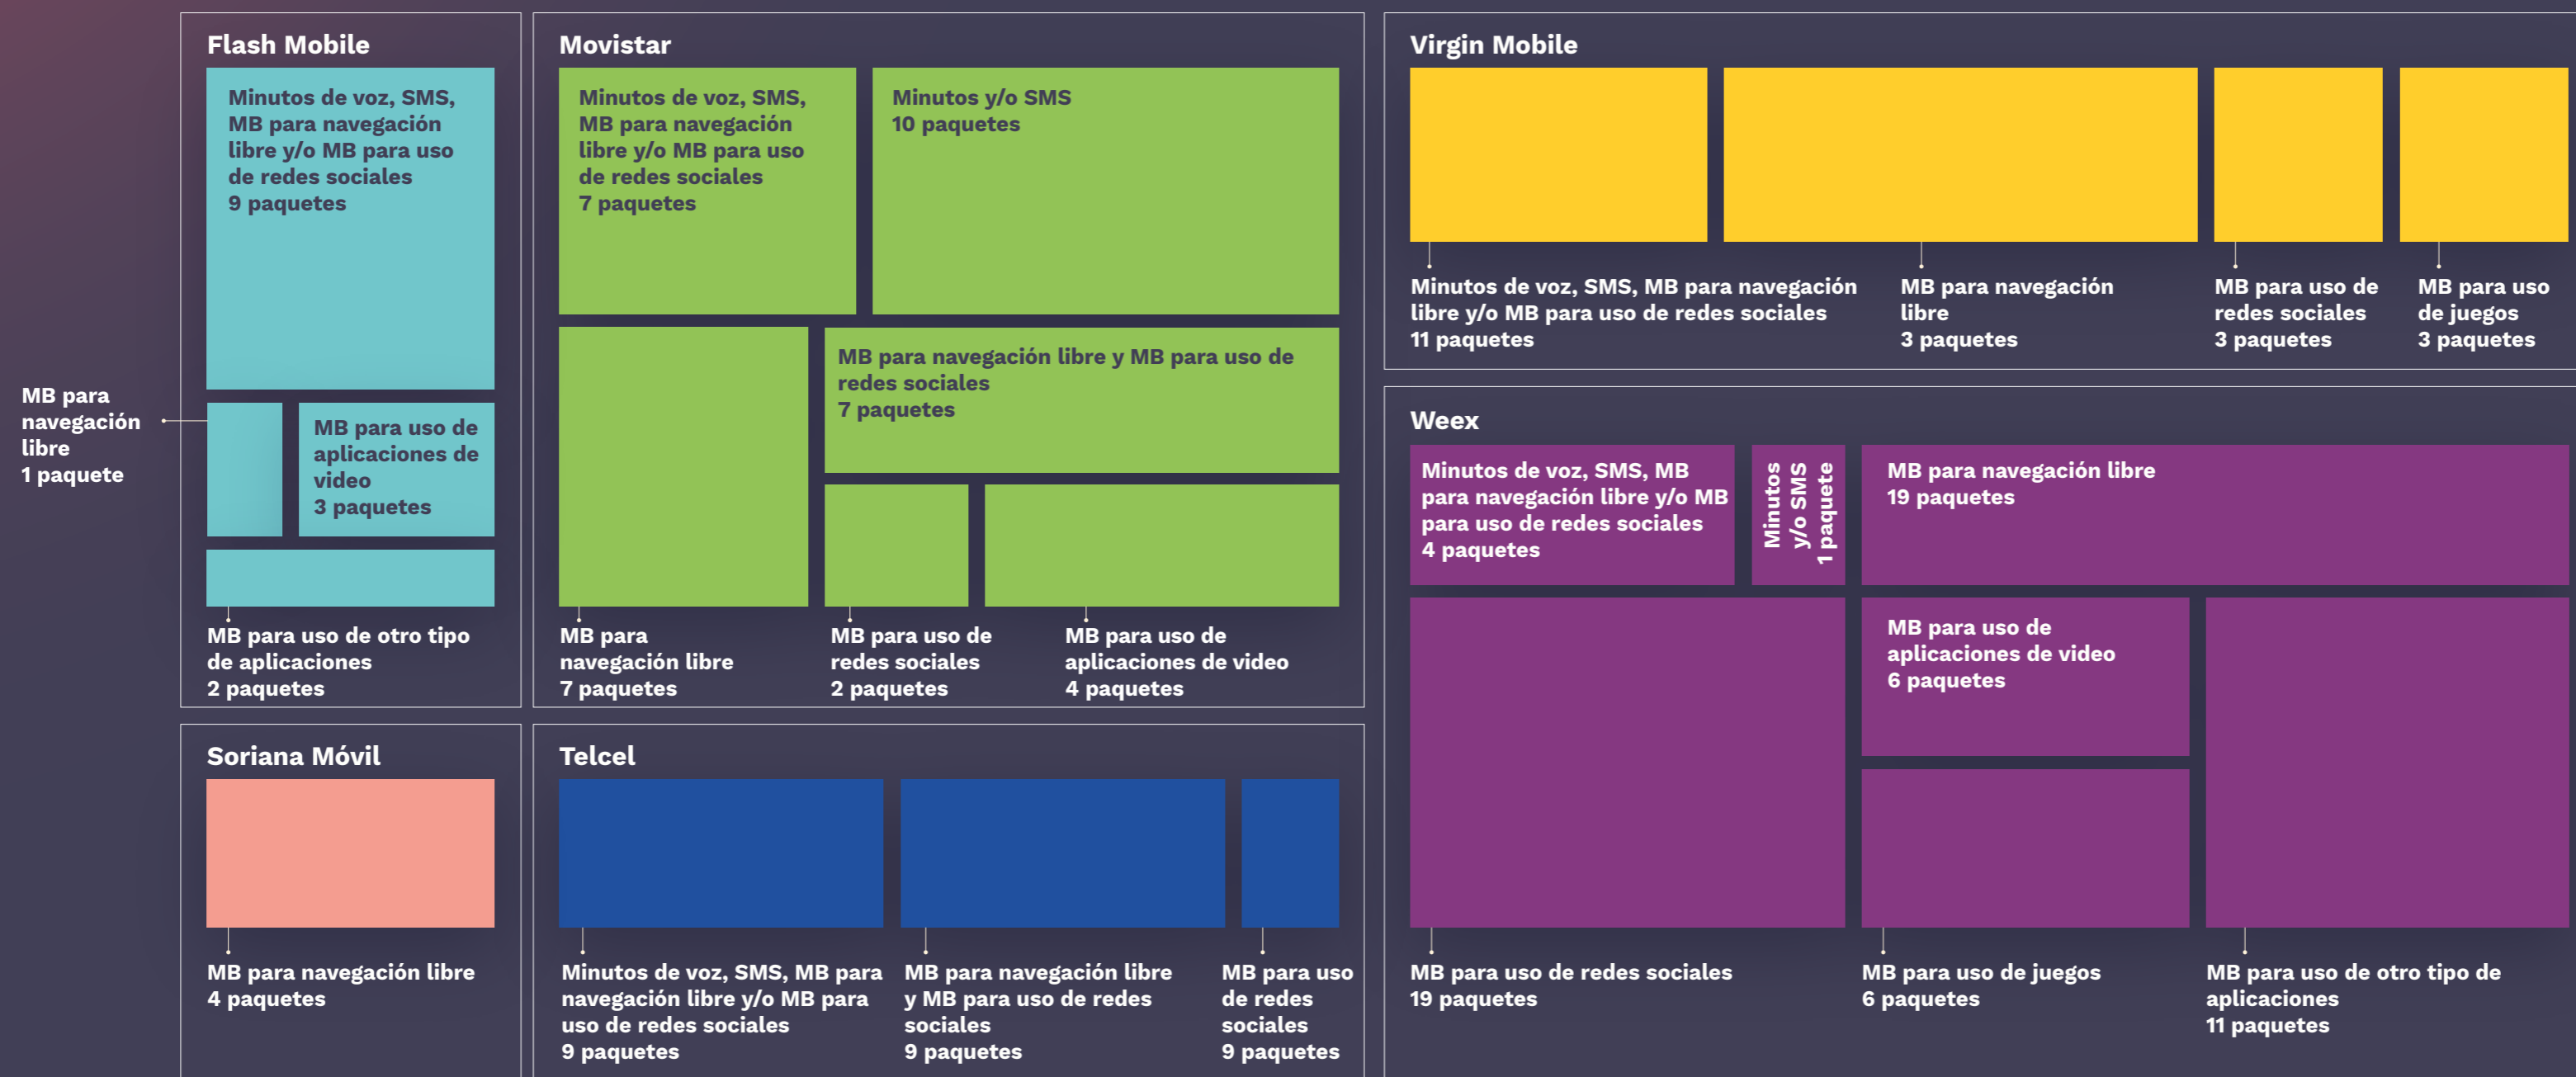 Flash Mobile
Minutos de voz, SMS,
MB para navegación
libre y/o MB para uso
de redes sociales
9 paquetes
MB para
navegación
libre
1 paquete
MB para uso de
aplicaciones de
video
3 paquetes
MB para uso de otro tipo
de aplicaciones
2 paquetes
Movistar
Minutos de voz, SMS,
MB para navegación
libre y/o MB para uso
de redes sociales
7 paquetes
Minutos y/o SMS
10 paquetes
MB para navegación libre y MB para uso de
redes sociales
7 paquetes
MB para
navegación libre
7 paquetes
MB para uso de
redes sociales
2 paquetes
MB para uso de
aplicaciones de video
4 paquetes
Virgin Mobile
Minutos de voz, SMS, MB para navegación
libre y/o MB para uso de redes sociales
11 paquetes
MB para navegación
libre
3 paquetes
MB para uso de
redes sociales
3 paquetes
MB para uso
de juegos
3 paquetes
Weex
Minutos de voz, SMS, MB
para navegación libre y/o MB
para uso de redes sociales
4 paquetes
Minutos
y/o SMS
1 paquete
MB para navegación libre
19 paquetes
MB para uso de
aplicaciones de video
6 paquetes
MB para uso de redes sociales
19 paquetes
MB para uso de juegos
6 paquetes
MB para uso de otro tipo de
aplicaciones
11 paquetes
Soriana Móvil
MB para navegación libre
4 paquetes
Telcel
Minutos de voz, SMS, MB para
navegación libre y/o MB para
uso de redes sociales
9 paquetes
MB para navegación libre
y MB para uso de redes
sociales
9 paquetes
MB para uso
de redes
sociales
9 paquetes